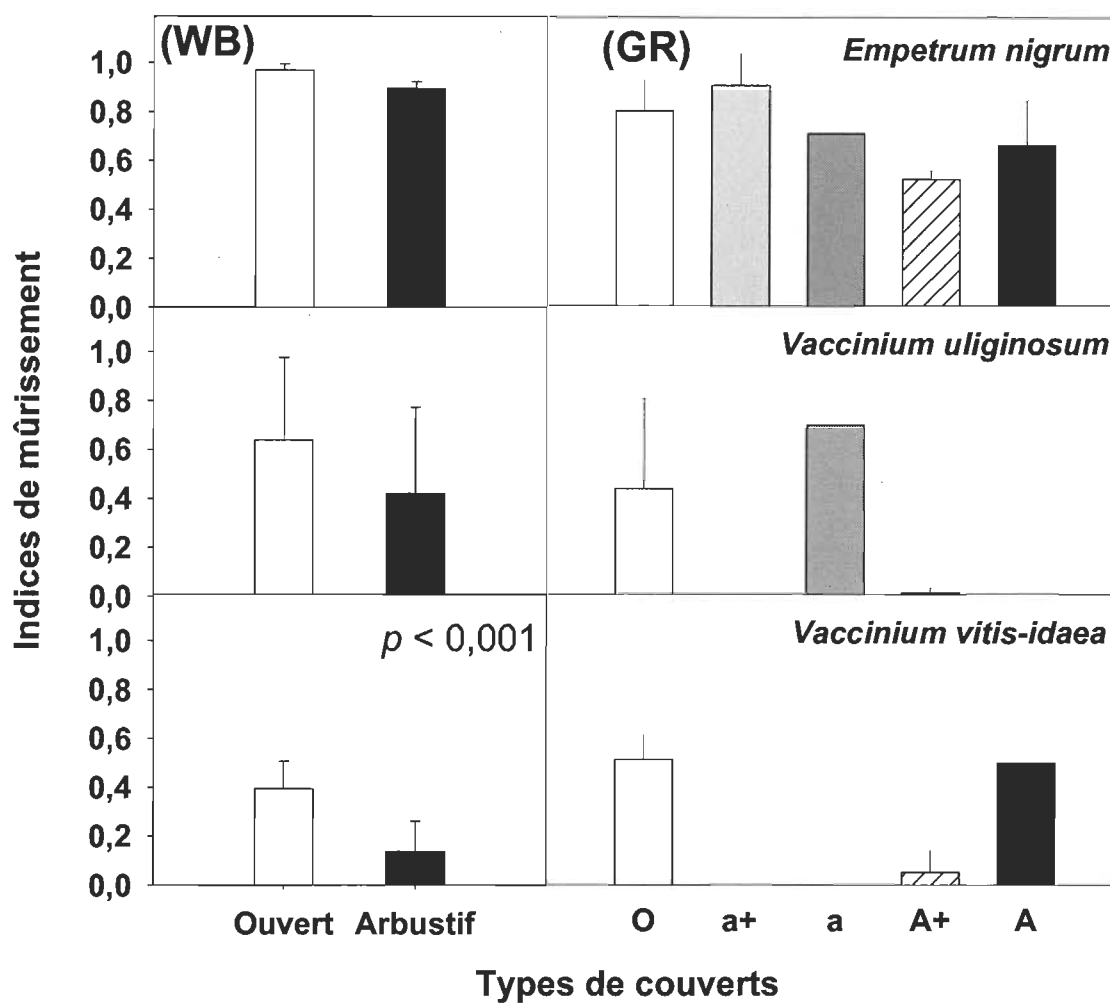 (WB)
(GR)
Empetrum nigrum
1,0
0,8
0,6
0,4
0,2
0,0
Vaccinium uliginosum
1,0
0,8
0,6
0,4
0,2
0,0
p < 0,001
Vaccinium vitis-idaea
1,0
0,8
0,6
0,4
0,2
0,0
Indices de mûrissement
Ouvert Arbustif O a+ a A+ A
Types de couverts